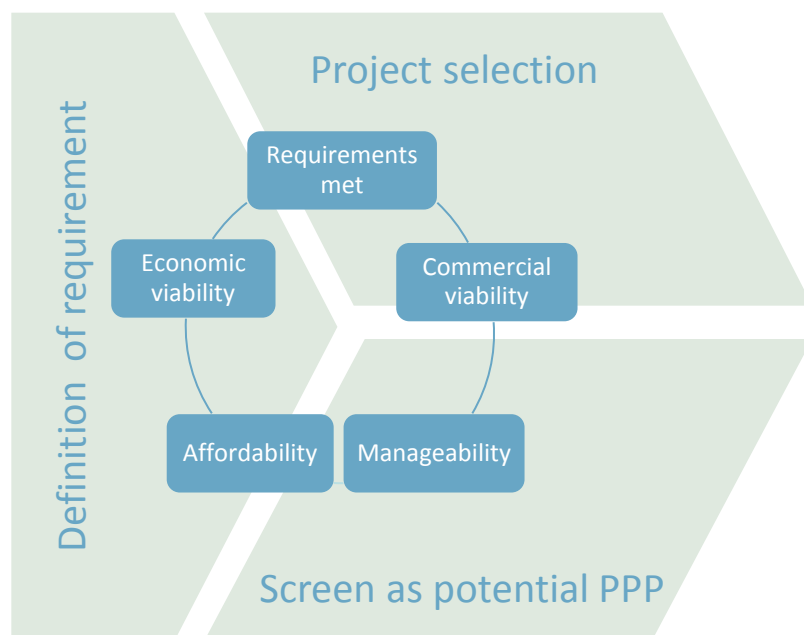 Project selection
Definition of requirement
Requirements
met
Economic
viability
Commercial
viability
Affordability
Manageability
Screen as potential PPP